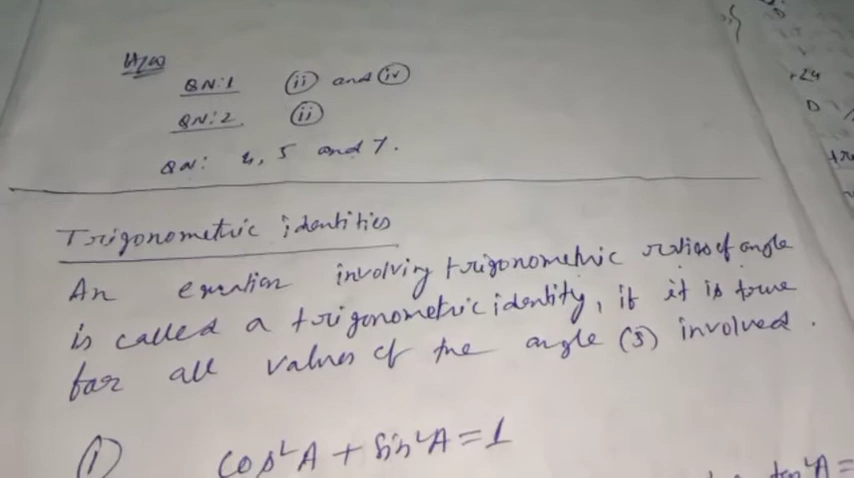 H/W
QN:1 (ii) and (iv)
QN:2 (ii)
QN: 4, 5 and 7.
Trigonometric identities
An equation involving trigonometric ratios of angle
is called a trigonometric identity, if it is true
for all values of the angle (s) involved.
(1) cos²A + sin²A = 1
tan²A =